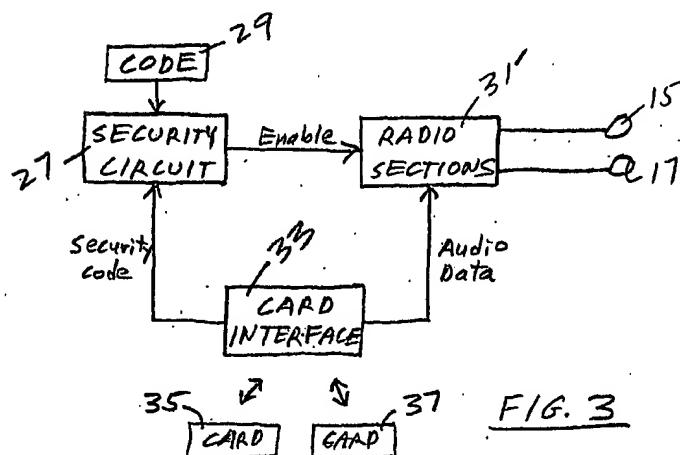 29
CODE
31'
15
SECURITY
CIRCUIT
27
Enable
RADIO
SECTIONS
17
Security
code
33
Audio
Data
CARD
INTERFACE
35
CARD
37
CARD
FIG. 3